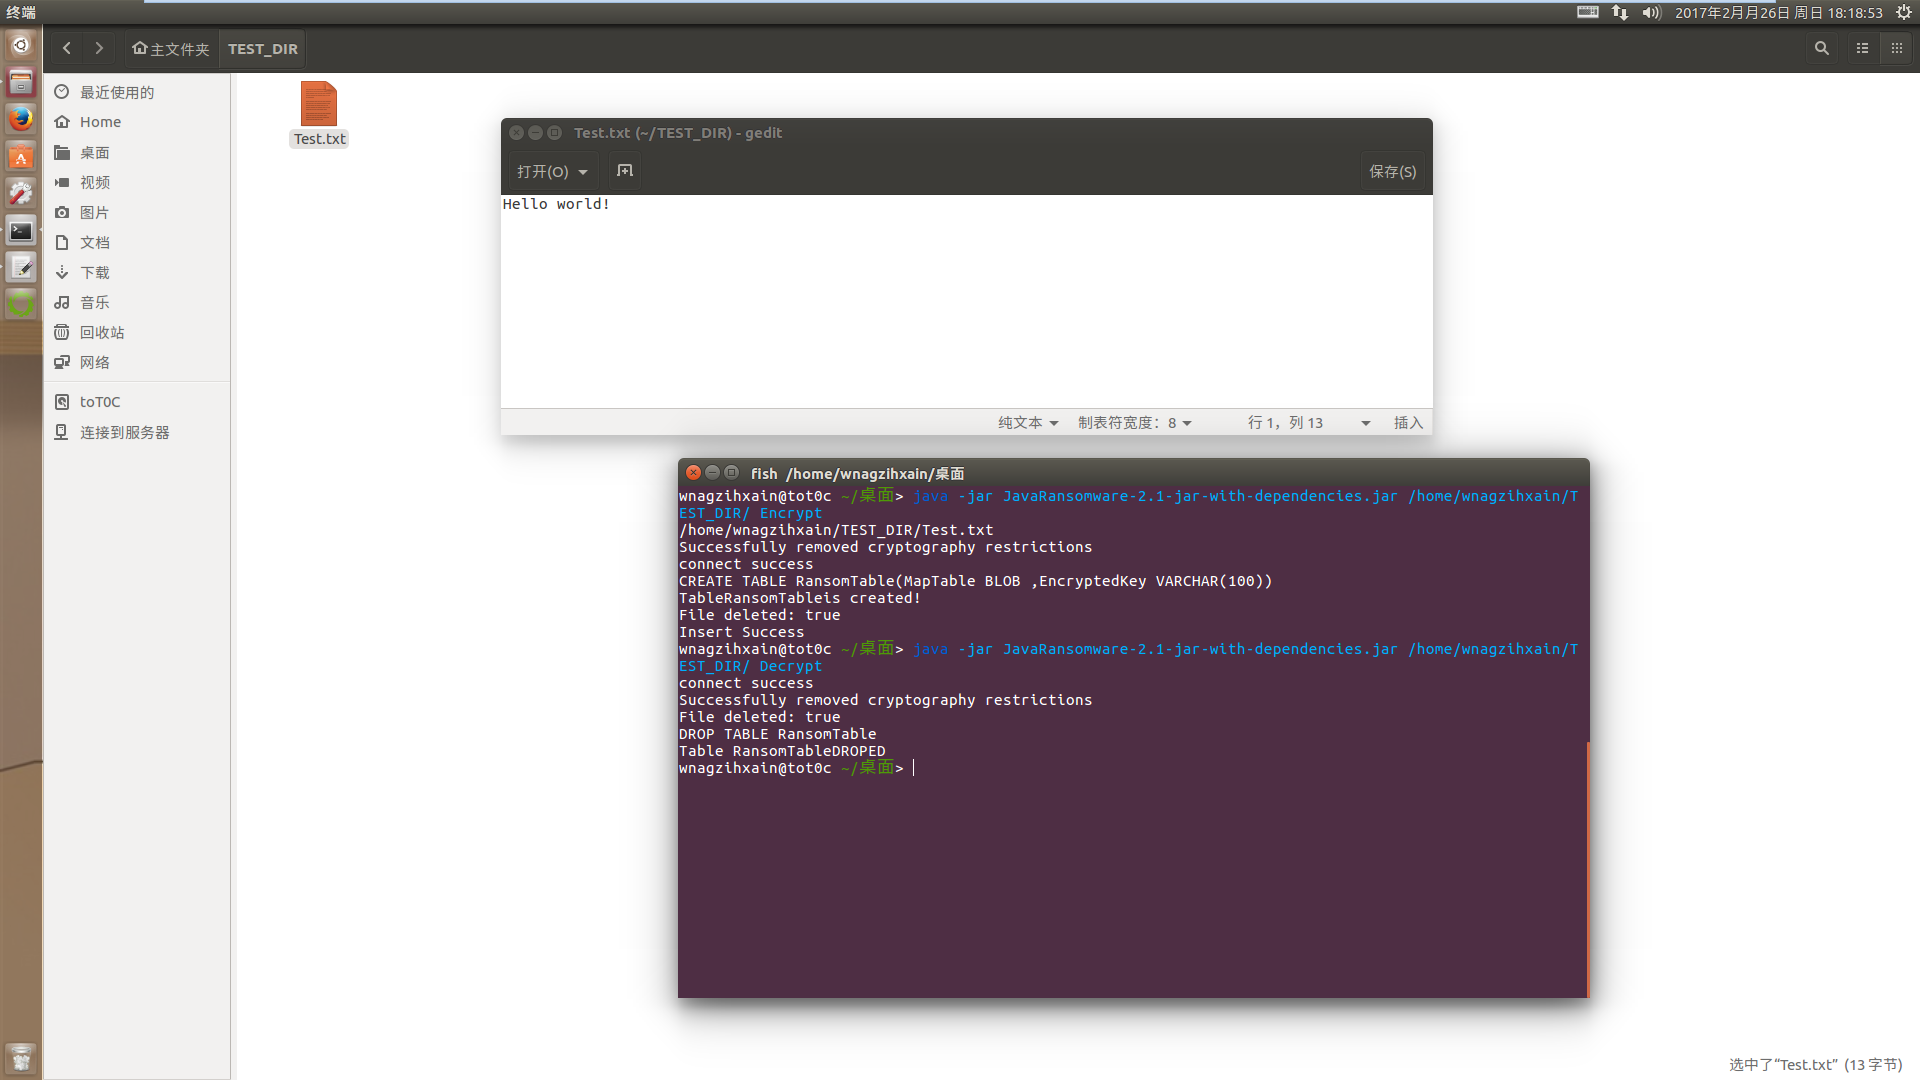 终端
2017年2月月26日 周日 18:18:53
主文件夹
TEST_DIR
最近使用的
Home
桌面
视频
图片
文档
下载
音乐
回收站
网络
toT0C
连接到服务器
Test.txt
Test.txt (~/TEST_DIR) - gedit
打开(O)
保存(S)
Hello world!
纯文本
制表符宽度：8
行 1，列 13
插入
fish /home/wnagzihxain/桌面
wnagzihxain@tot0c ~/桌面> java -jar JavaRansomware-2.1-jar-with-dependencies.jar /home/wnagzihxain/T
EST_DIR/ Encrypt
/home/wnagzihxain/TEST_DIR/Test.txt
Successfully removed cryptography restrictions
connect success
CREATE TABLE RansomTable(MapTable BLOB ,EncryptedKey VARCHAR(100))
TableRansomTableis created!
File deleted: true
Insert Success
wnagzihxain@tot0c ~/桌面> java -jar JavaRansomware-2.1-jar-with-dependencies.jar /home/wnagzihxain/T
EST_DIR/ Decrypt
connect success
Successfully removed cryptography restrictions
File deleted: true
DROP TABLE RansomTable
Table RansomTableDROPED
wnagzihxain@tot0c ~/桌面>
选中了“Test.txt” (13 字节)